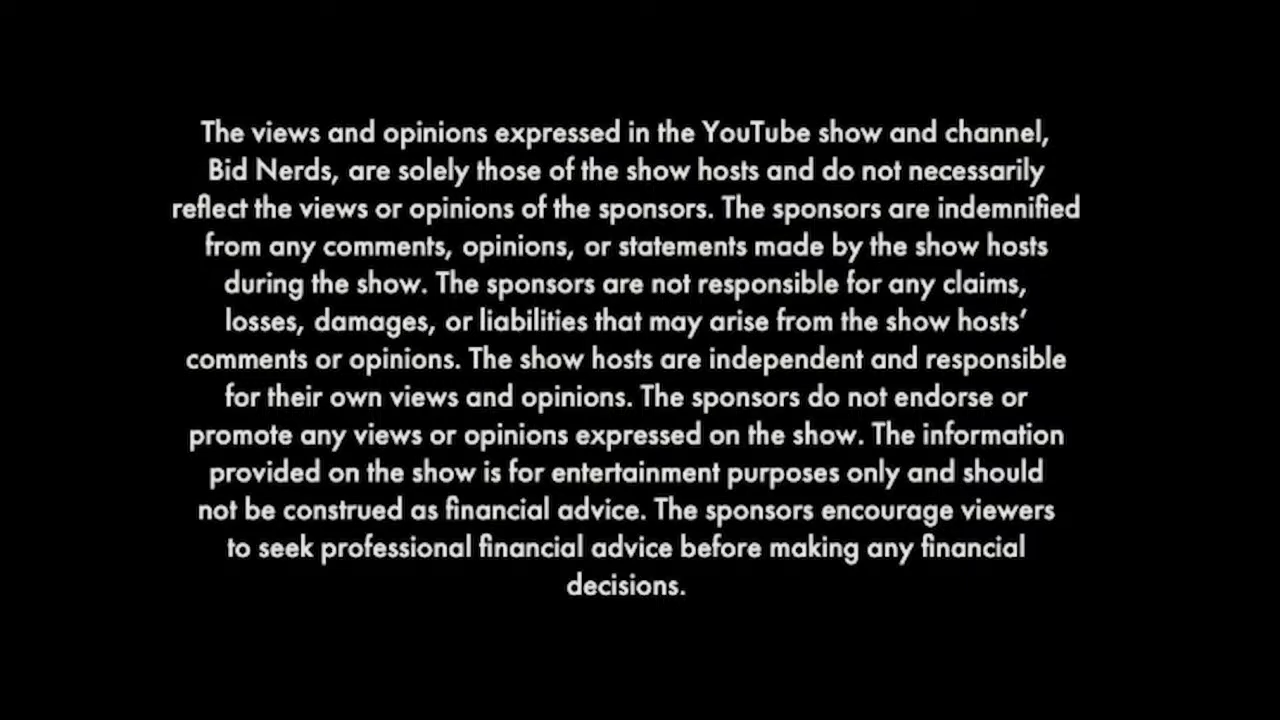 The views and opinions expressed in the YouTube show and channel,
Bid Nerds, are solely those of the show hosts and do not necessarily
reflect the views or opinions of the sponsors. The sponsors are indemnified
from any comments, opinions, or statements made by the show hosts
during the show. The sponsors are not responsible for any claims,
losses, damages, or liabilities that may arise from the show hosts’
comments or opinions. The show hosts are independent and responsible
for their own views and opinions. The sponsors do not endorse or
promote any views or opinions expressed on the show. The information
provided on the show is for entertainment purposes only and should
not be construed as financial advice. The sponsors encourage viewers
to seek professional financial advice before making any financial
decisions.